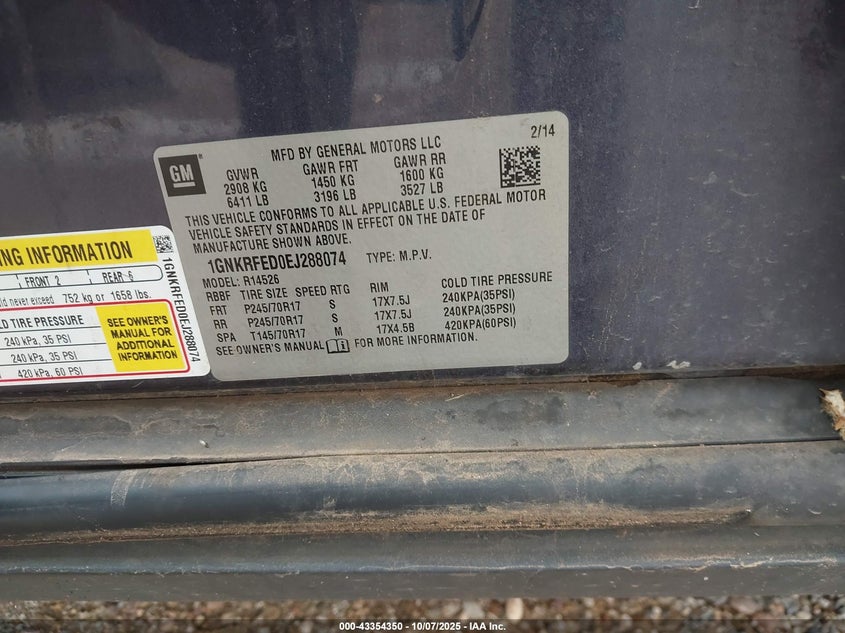 MFD BY GENERAL MOTORS LLC
2/14
GM
GVWR GAWR FRT GAWR RR
2908 KG 1450 KG 1600 KG
6411 LB 3196 LB 3527 LB
THIS VEHICLE CONFORMS TO ALL APPLICABLE U.S. FEDERAL MOTOR
VEHICLE SAFETY STANDARDS IN EFFECT ON THE DATE OF
MANUFACTURE SHOWN ABOVE.
1GNKRFED0EJ288074 TYPE: M.P.V.
MODEL: R14526
RBBF TIRE SIZE SPEED RTG RIM COLD TIRE PRESSURE
FRT P245/70R17 S 17X7.5J 240KPA(35PSI)
RR P245/70R17 S 17X7.5J 240KPA(35PSI)
SPA T145/70R17 M 17X4.5B 420KPA(60PSI)
SEE OWNER'S MANUAL FOR MORE INFORMATION.
ING INFORMATION
FRONT 2 REAR 6
ld never exceed 752 kg or 1658 lbs.
OLD TIRE PRESSURE
240 kPa, 35 PSI
240 kPa, 35 PSI
420 kPa, 60 PSI
SEE OWNER'S
MANUAL FOR
ADDITIONAL
INFORMATION
1GNKRFED0EJ288074
000-43354350 - 10/07/2025 - IAA Inc.